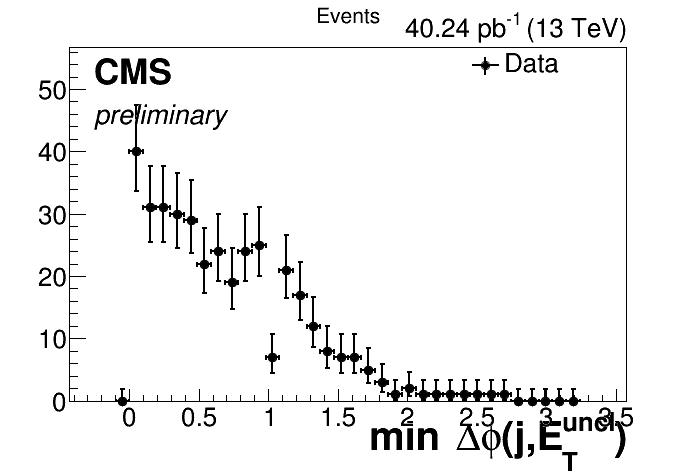 Events
40.24 pb⁻¹ (13 TeV)
CMS
Data
preliminary
50
40
30
20
10
0
0 0.5 1 1.5 2 2.5 3 3.5
min Δϕ(j,E_T^uncl)